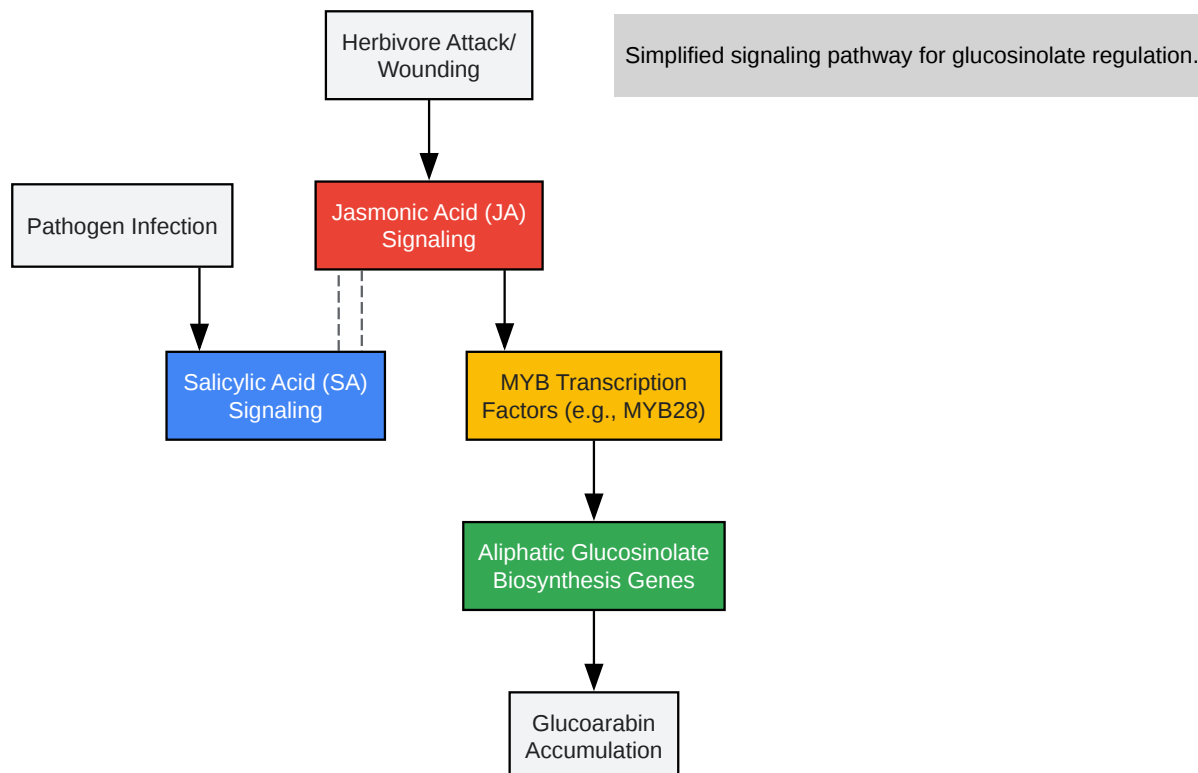 Herbivore Attack/
Wounding
Simplified signaling pathway for glucosinolate regulation.
Pathogen Infection
Jasmonic Acid (JA)
Signaling
Salicylic Acid (SA)
Signaling
MYB Transcription
Factors (e.g., MYB28)
Aliphatic Glucosinolate
Biosynthesis Genes
Glucoarabin
Accumulation